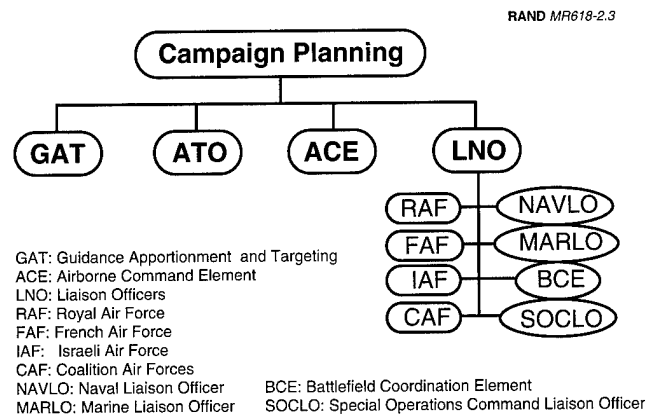 RAND MR618-2.3
Campaign Planning
GAT ATO ACE LNO
RAF NAVLO
FAF MARLO
IAF BCE
CAF SOCLO
GAT: Guidance Apportionment and Targeting
ACE: Airborne Command Element
LNO: Liaison Officers
RAF: Royal Air Force
FAF: French Air Force
IAF: Israeli Air Force
CAF: Coalition Air Forces
NAVLO: Naval Liaison Officer BCE: Battlefield Coordination Element
MARLO: Marine Liaison Officer SOCLO: Special Operations Command Liaison Officer